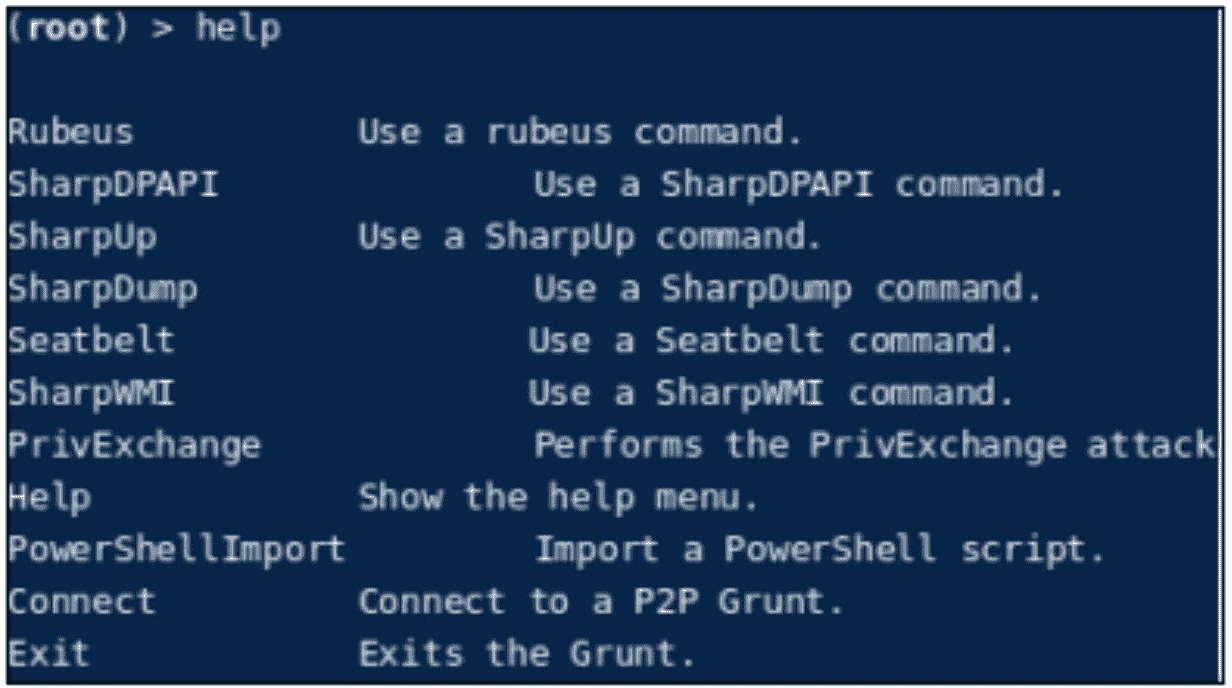 (root) > help
Rubeus Use a rubeus command.
SharpDPAPI Use a SharpDPAPI command.
SharpUp Use a SharpUp command.
SharpDump Use a SharpDump command.
Seatbelt Use a Seatbelt command.
SharpWMI Use a SharpWMI command.
PrivExchange Performs the PrivExchange attack
Help Show the help menu.
PowerShellImport Import a PowerShell script.
Connect Connect to a P2P Grunt.
Exit Exits the Grunt.